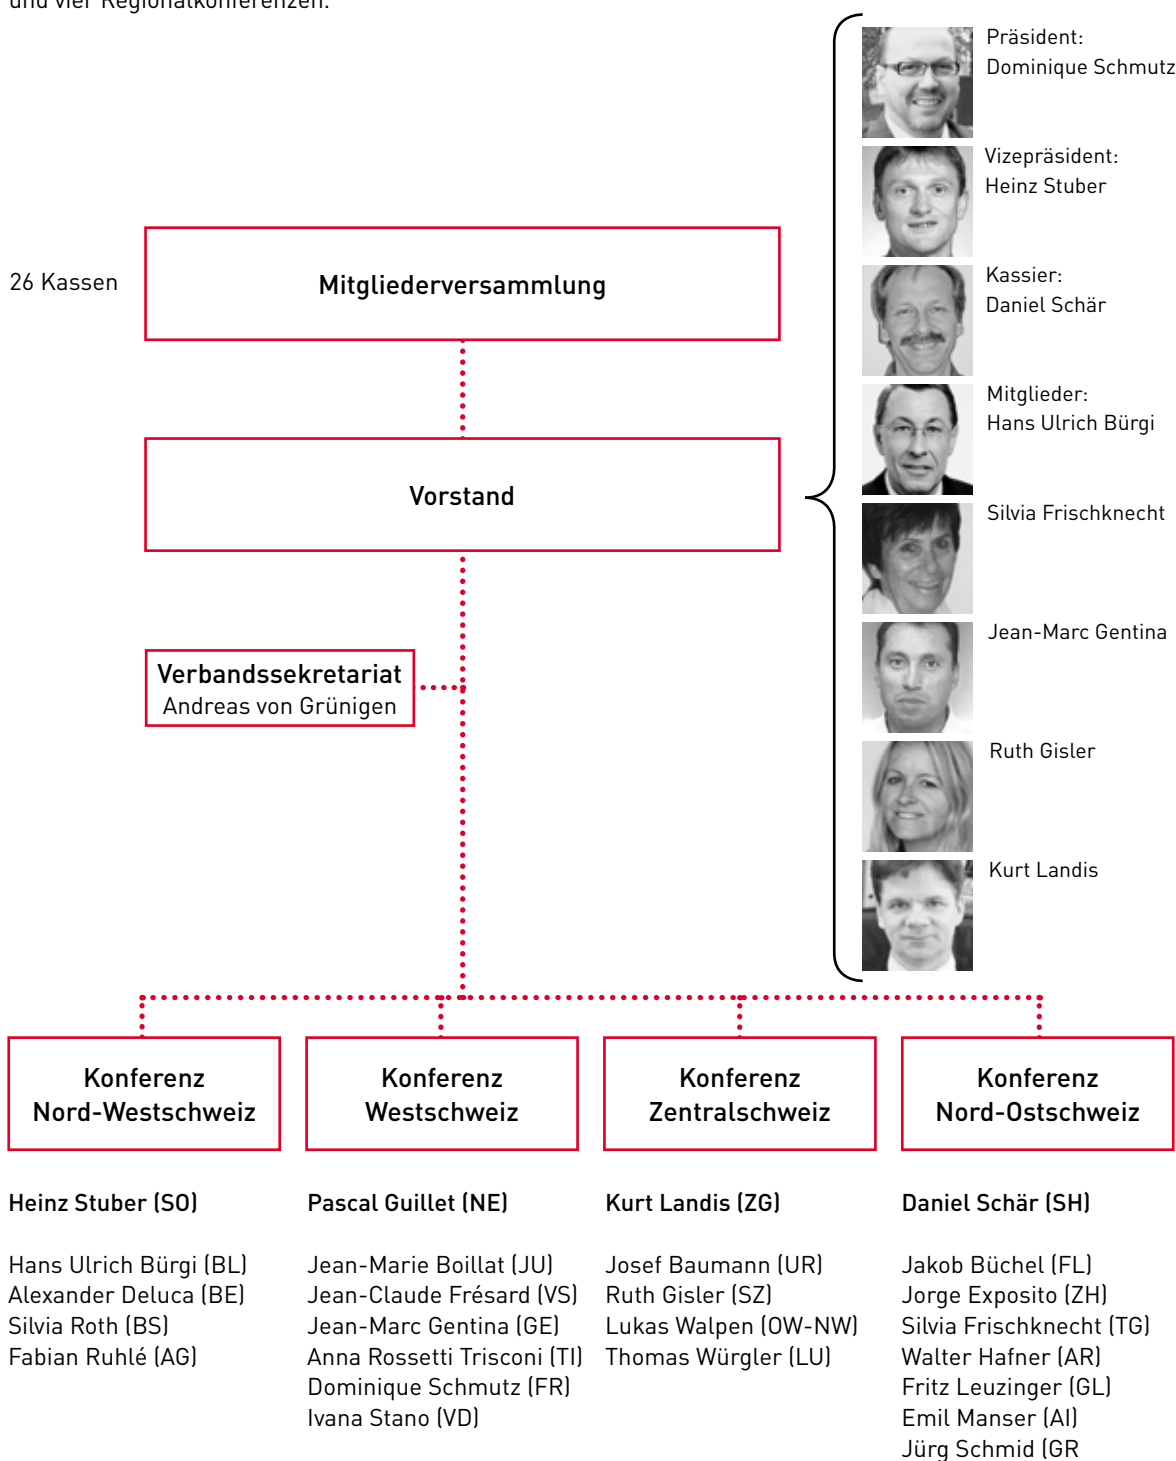 und vier Regionalkonferenzen.
Präsident:
Dominique Schmutz
Vizepräsident:
Heinz Stuber
26 Kassen
Mitgliederversammlung
Kassier:
Daniel Schär
Mitglieder:
Hans Ulrich Bürgi
Vorstand
Silvia Frischknecht
Jean-Marc Gentina
Verbandssekretariat
Andreas von Grünigen
Ruth Gisler
Kurt Landis
Konferenz
Nord-Westschweiz
Konferenz
Westschweiz
Konferenz
Zentralschweiz
Konferenz
Nord-Ostschweiz
Heinz Stuber (SO)
Hans Ulrich Bürgi (BL)
Alexander Deluca (BE)
Silvia Roth (BS)
Fabian Ruhlé (AG)
Pascal Guillet (NE)
Jean-Marie Boillat (JU)
Jean-Claude Frésard (VS)
Jean-Marc Gentina (GE)
Anna Rossetti Trisconi (TI)
Dominique Schmutz (FR)
Ivana Stano (VD)
Kurt Landis (ZG)
Josef Baumann (UR)
Ruth Gisler (SZ)
Lukas Walpen (OW-NW)
Thomas Würgler (LU)
Daniel Schär (SH)
Jakob Büchel (FL)
Jorge Exposito (ZH)
Silvia Frischknecht (TG)
Walter Hafner (AR)
Fritz Leuzinger (GL)
Emil Manser (AI)
Jürg Schmid (GR